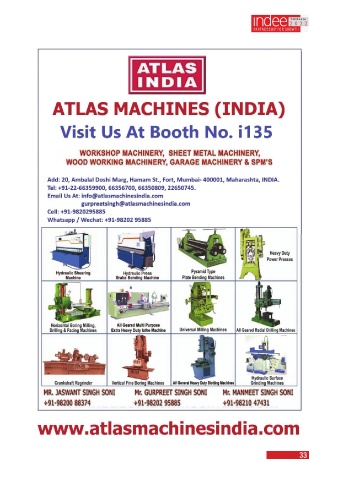 indee
PARTNERSHIP FOR GROWTH
2023
ATLAS
INDIA
ATLAS MACHINES (INDIA)
Visit Us At Booth No. i135
WORKSHOP MACHINERY, SHEET METAL MACHINERY,
WOOD WORKING MACHINERY, GARAGE MACHINERY & SPM'S
Add: 20, Ambalal Doshi Marg, Hamam St., Fort, Mumbai- 400001, Maharashta, INDIA.
Tel: +91-22-66359900, 66356700, 66350809, 22650745.
Email Us At: info@atlasmachinesindia.com
gurpreetsingh@atlasmachinesindia.com
Cell: +91-9820295885
Whatsapp / Wechat: +91-98202 95885
Hydraulic Shearing
Machine
Hydraulic Press
Brake Bending Machine
Pyramid Type
Plate Bending Machines
Heavy Duty
Power Presses
Horizontal Boring Milling,
Drilling & Facing Machines
All Geared Multi Purpose
Extra Heavy Duty lathe Machine
Universal Milling Machines
All Geared Radial Drilling Machines
Crankshaft Regrinder
Vertical Fine Boring Machines
All Geared Heavy Duty Slotting Machines
Hydraulic Surface
Grinding Machines
MR. JASWANT SINGH SONI
+91-98200 88374
Mr. GURPREET SINGH SONI
+91-98202 95885
Mr. MANMEET SINGH SONI
+91-98210 47431
www.atlasmachinesindia.com
33